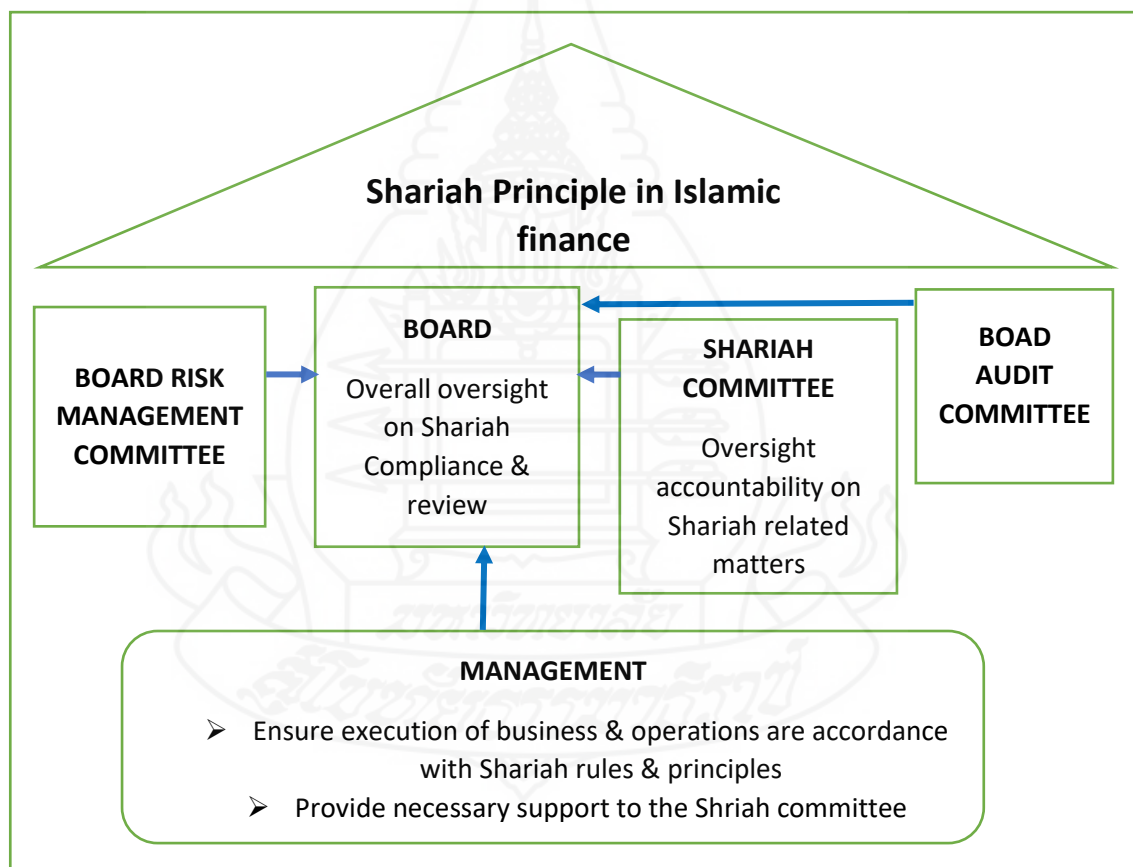 Shariah Principle in Islamic
finance
BOARD RISK
MANAGEMENT
COMMITTEE
BOARD
Overall oversight
on Shariah
Compliance &
review
SHARIAH
COMMITTEE
Oversight
accountability on
Shariah related
matters
BOAD
AUDIT
COMMITTEE
MANAGEMENT
➢ Ensure execution of business & operations are accordance
with Shariah rules & principles
➢ Provide necessary support to the Shriah committee